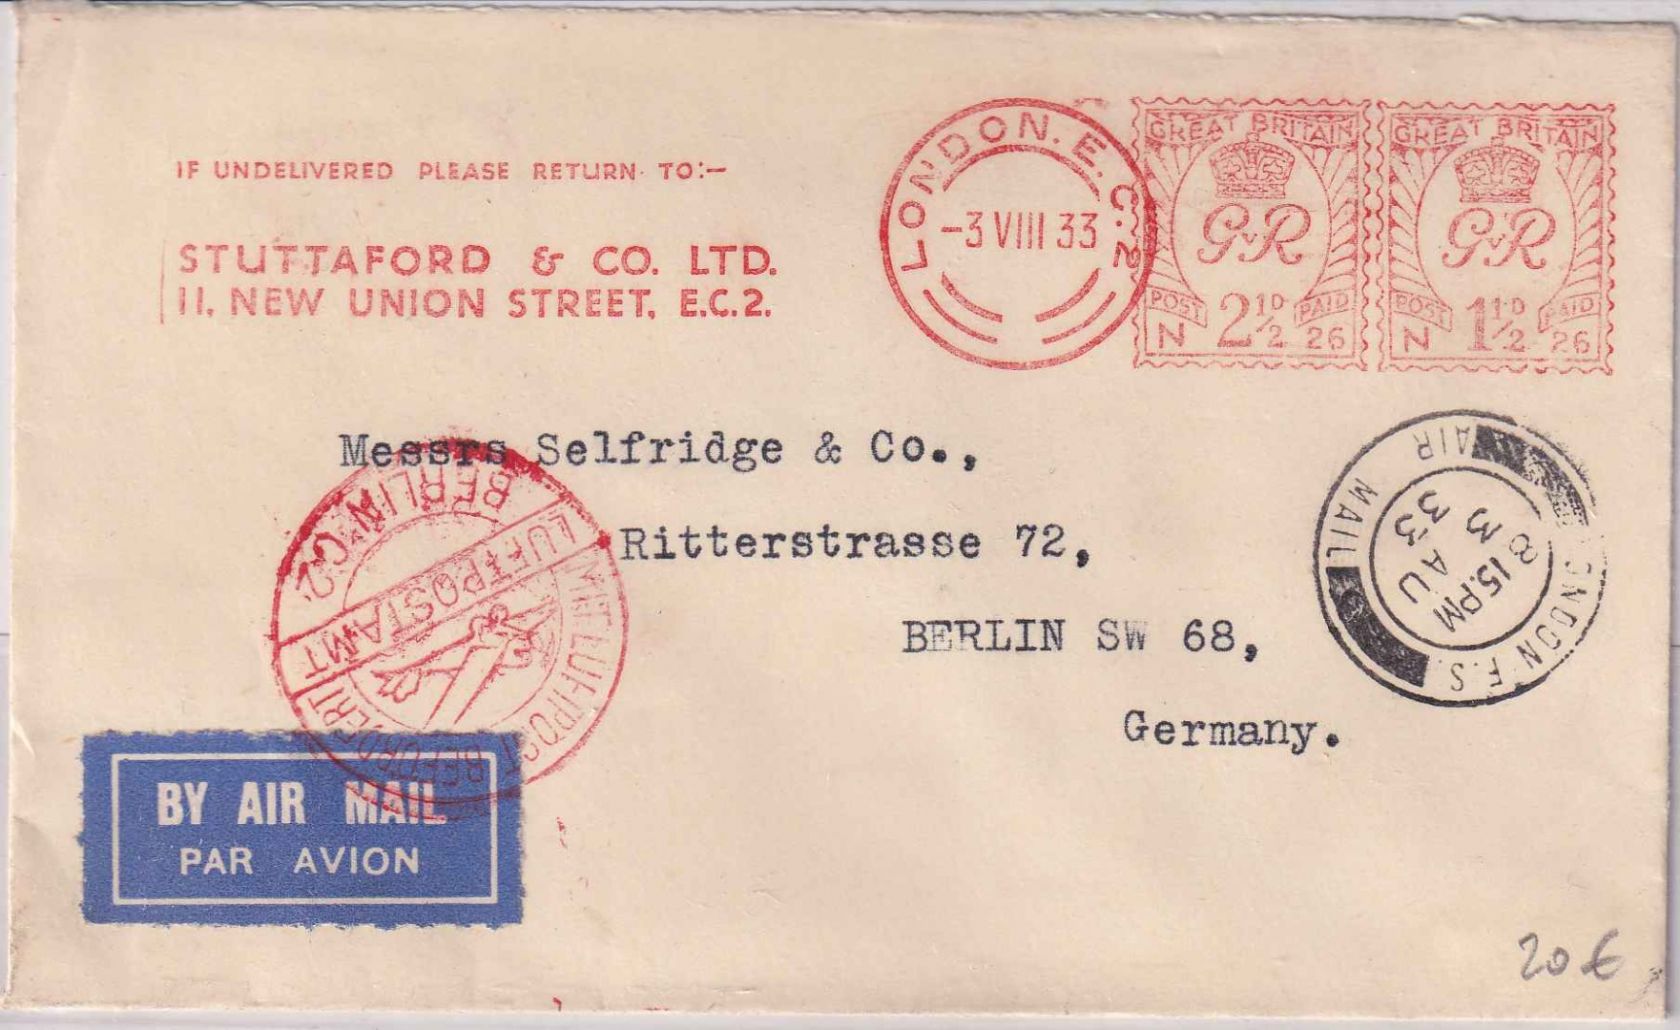 IF UNDELIVERED PLEASE RETURN TO:-
STUTTAFORD & CO. LTD.
11, NEW UNION STREET, E.C.2.
LONDON. E.C.2
-3 VIII 33
GREAT BRITAIN
GvR
POST PAID
N 2½D 26
GREAT BRITAIN
GvR
POST PAID
N 1½D 26
Messrs Selfridge & Co.,
Ritterstrasse 72,
BERLIN SW 68,
Germany.
AIR MAIL
8 15.PM
3 AU
33
LONDON F.S.
BERLIN C2
LUFTPOSTAMT
MIT LUFTPOST BEFÖRDERT
BY AIR MAIL
PAR AVION
20 €